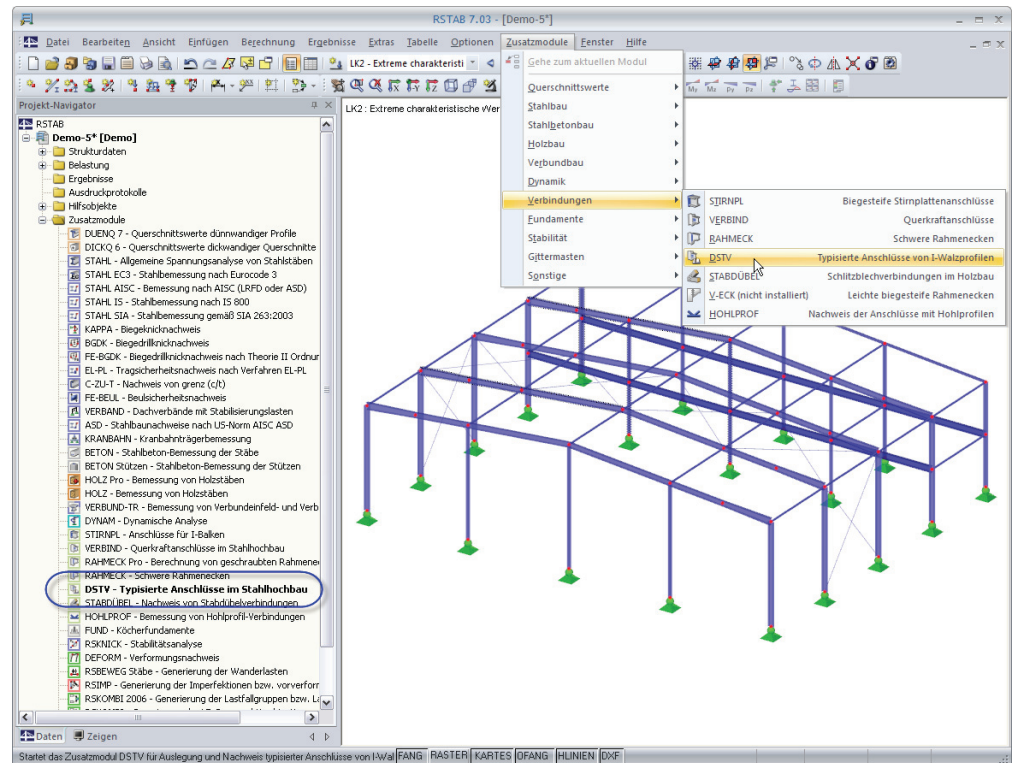 RSTAB 7.03 - [Demo-5*]
Datei Bearbeiten Ansicht Einfügen Berechnung Ergebnisse Extras Tabelle Optionen Zusatzmodule Fenster Hilfe
LK2 - Extreme charakteristi
Gehe zum aktuellen Modul
Querschnittswerte
Stahlbau
Stahlbetonbau
Holzbau
Verbundbau
Dynamik
Verbindungen
Fundamente
Stabilität
Gittermasten
Sonstige
STIRNPL Biegesteife Stirnplattenanschlüsse
VERBIND Querkraftanschlüsse
RAHMECK Schwere Rahmenecken
DSTV Typisierte Anschlüsse von I-Walzprofilen
STABDÜBEL Schlitzblechverbindungen im Holzbau
V-ECK (nicht installiert) Leichte biegesteife Rahmenecken
HOHLPROF Nachweis der Anschlüsse mit Hohlprofilen
Projekt-Navigator
LK2 : Extreme charakteristische Wer
RSTAB
Demo-5* [Demo]
Strukturdaten
Belastung
Ergebnisse
Ausdruckprotokolle
Hilfsobjekte
Zusatzmodule
DUENQ 7 - Querschnittswerte dünnwandiger Profile
DICKQ 6 - Querschnittswerte dickwandiger Querschnitte
STAHL - Allgemeine Spannungsanalyse von Stahlstäben
STAHL EC3 - Stahlbemessung nach Eurocode 3
STAHL AISC - Bemessung nach AISC (LRFD oder ASD)
STAHL IS - Stahlbemessung nach IS 800
STAHL SIA - Stahlbemessung gemäß SIA 263:2003
KAPPA - Biegeknicknachweis
BGDK - Biegedrillknicknachweis
FE-BGDK - Biegedrillknicknachweis nach Theorie II Ordnur
EL-PL - Tragsicherheitsnachweis nach Verfahren EL-PL
C-ZU-T - Nachweis von grenz (c/t)
FE-BEUL - Beulsicherheitsnachweis
VERBAND - Dachverbände mit Stabilisierungslasten
ASD - Stahlbaunachweise nach US-Norm AISC ASD
KRANBAHN - Kranbahnträgerbemessung
BETON - Stahlbeton-Bemessung der Stäbe
BETON Stützen - Stahlbeton-Bemessung der Stützen
HOLZ Pro - Bemessung von Holzstäben
HOLZ - Bemessung von Holzstäben
VERBUND-TR - Bemessung von Verbundeinfeld- und Verb
DYNAM - Dynamische Analyse
STIRNPL - Anschlüsse für I-Balken
VERBIND - Querkraftanschlüsse im Stahlhochbau
RAHMECK Pro - Berechnung von geschraubten Rahmene
RAHMECK - Schwere Rahmenecken
DSTV - Typisierte Anschlüsse im Stahlhochbau
STABDÜBEL - Nachweis von Stabdübelverbindungen
HOHLPROF - Bemessung von Hohlprofil-Verbindungen
FUND - Köcherfundamente
RSKNICK - Stabilitätsanalyse
DEFORM - Verformungsnachweis
RSBEWEG Stäbe - Generierung der Wanderlasten
RSIMP - Generierung der Imperfektionen bzw. vorverforr
RSKOMBI 2006 - Generierung der Lastfallgruppen bzw. La
Daten Zeigen
Startet das Zusatzmodul DSTV für Auslegung und Nachweis typisierter Anschlüsse von I-Wal FANG RASTER KARTES OFANG HLINIEN DXF